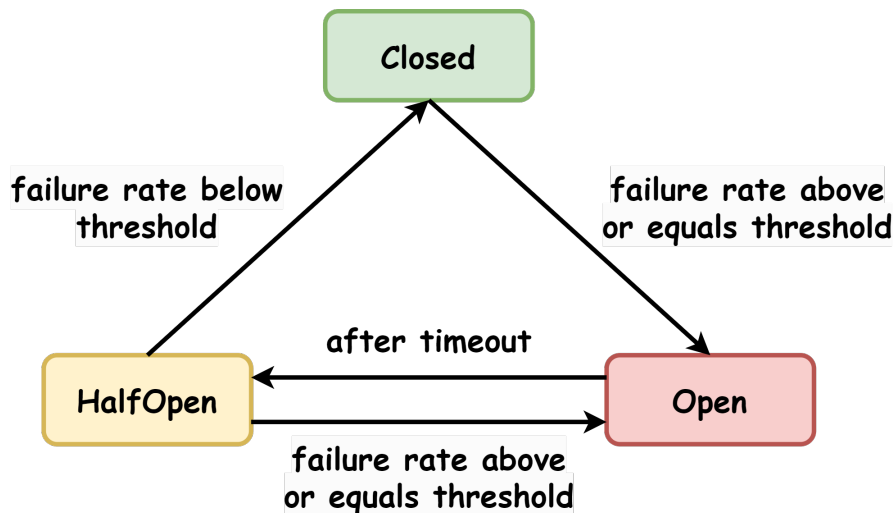 Closed
failure rate below
threshold
failure rate above
or equals threshold
after timeout
HalfOpen
Open
failure rate above
or equals threshold